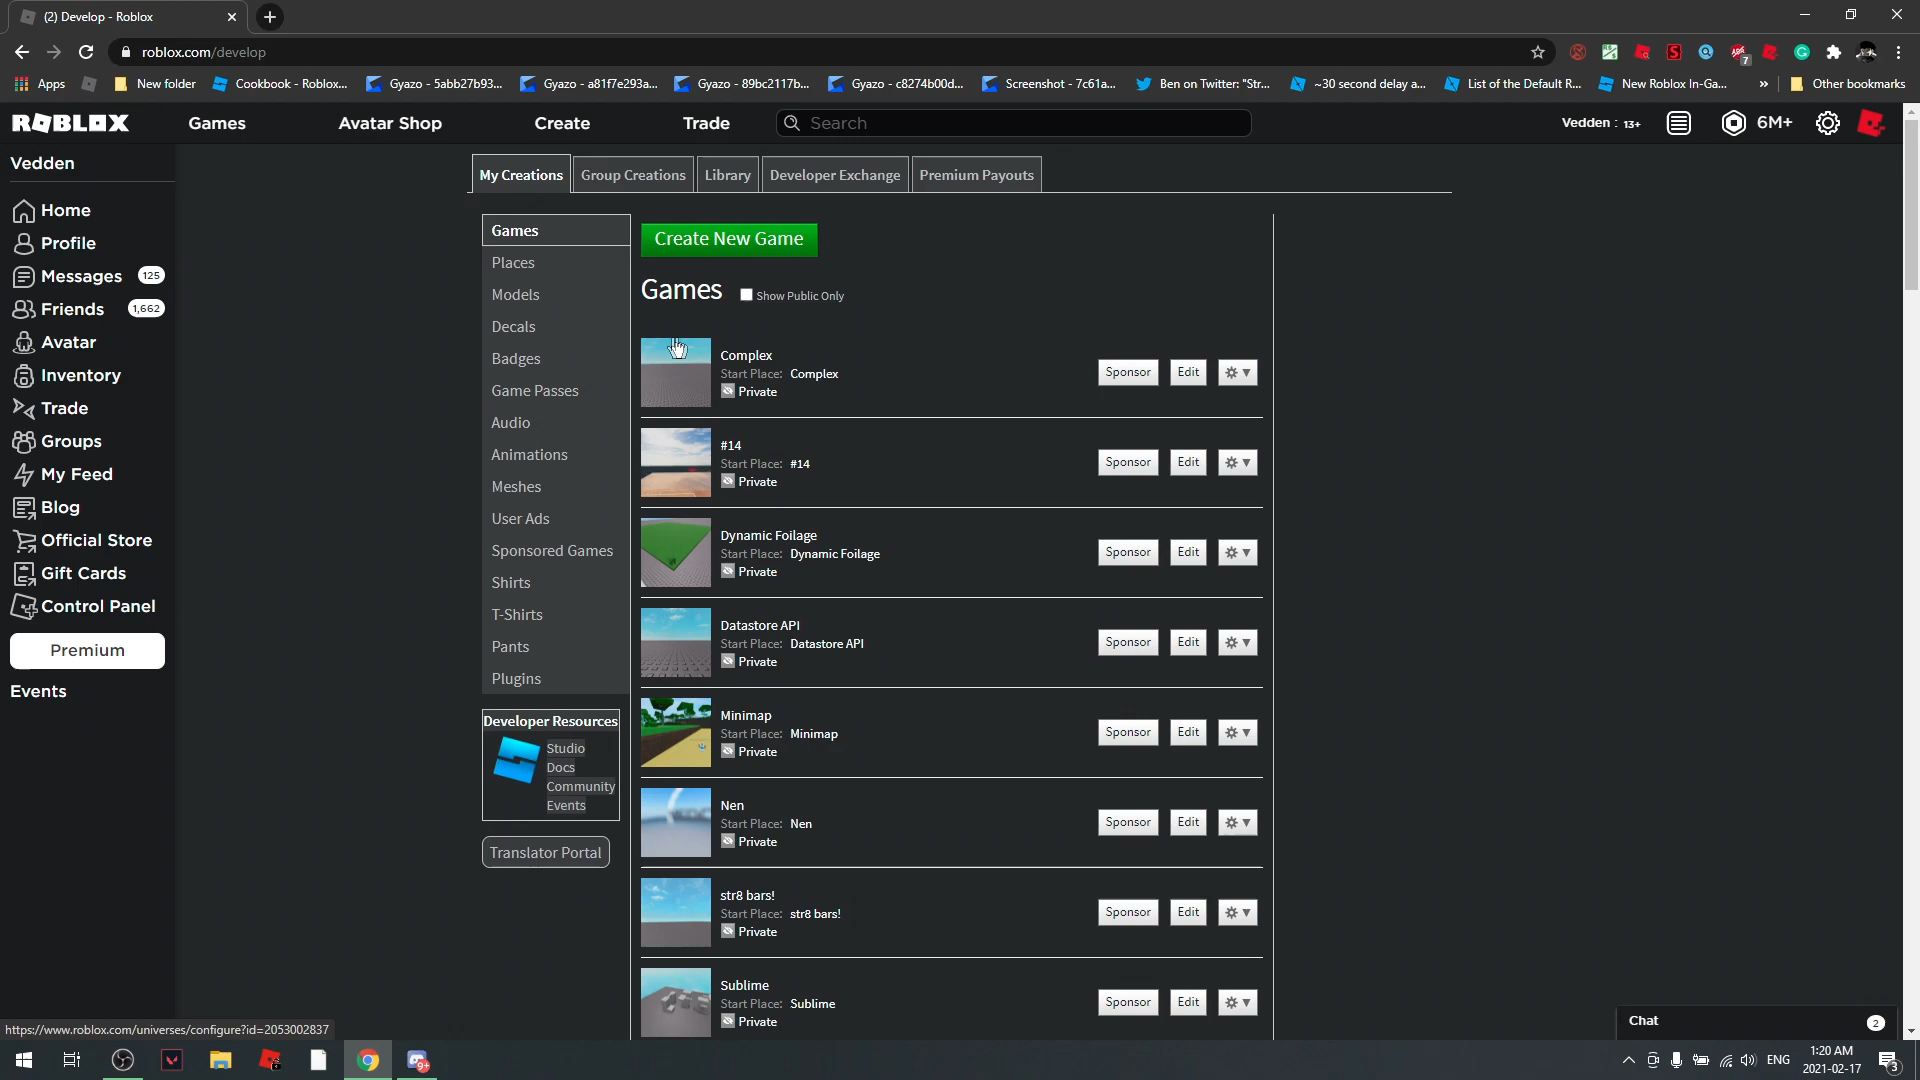 (2) Develop - Roblox
roblox.com/develop
7
Apps
New folder
Cookbook - Roblox...
Gyazo - 5abb27b93...
Gyazo - a81f7e293a...
Gyazo - 89bc2117b...
Gyazo - c8274b00d...
Screenshot - 7c61a...
Ben on Twitter: "Str...
~30 second delay a...
List of the Default R...
New Roblox In-Ga...
»
Other bookmarks
ROBLOX
Games
Avatar Shop
Create
Trade
Search
Vedden : 13+
6M+
Vedden
Home
Profile
Messages 125
Friends 1,662
Avatar
Inventory
Trade
Groups
My Feed
Blog
Official Store
Gift Cards
Control Panel
Premium
Events
My Creations
Group Creations
Library
Developer Exchange
Premium Payouts
Games
Places
Models
Decals
Badges
Game Passes
Audio
Animations
Meshes
User Ads
Sponsored Games
Shirts
T-Shirts
Pants
Plugins
Developer Resources
Studio
Docs
Community
Events
Translator Portal
Create New Game
Games
Show Public Only
Complex
Start Place: Complex
Private
Sponsor
Edit
#14
Start Place: #14
Private
Sponsor
Edit
Dynamic Foilage
Start Place: Dynamic Foilage
Private
Sponsor
Edit
Datastore API
Start Place: Datastore API
Private
Sponsor
Edit
Minimap
Start Place: Minimap
Private
Sponsor
Edit
Nen
Start Place: Nen
Private
Sponsor
Edit
str8 bars!
Start Place: str8 bars!
Private
Sponsor
Edit
Sublime
Start Place: Sublime
Private
Sponsor
Edit
Chat
2
https://www.roblox.com/universes/configure?id=2053002837
9+
ENG
1:20 AM
2021-02-17
3